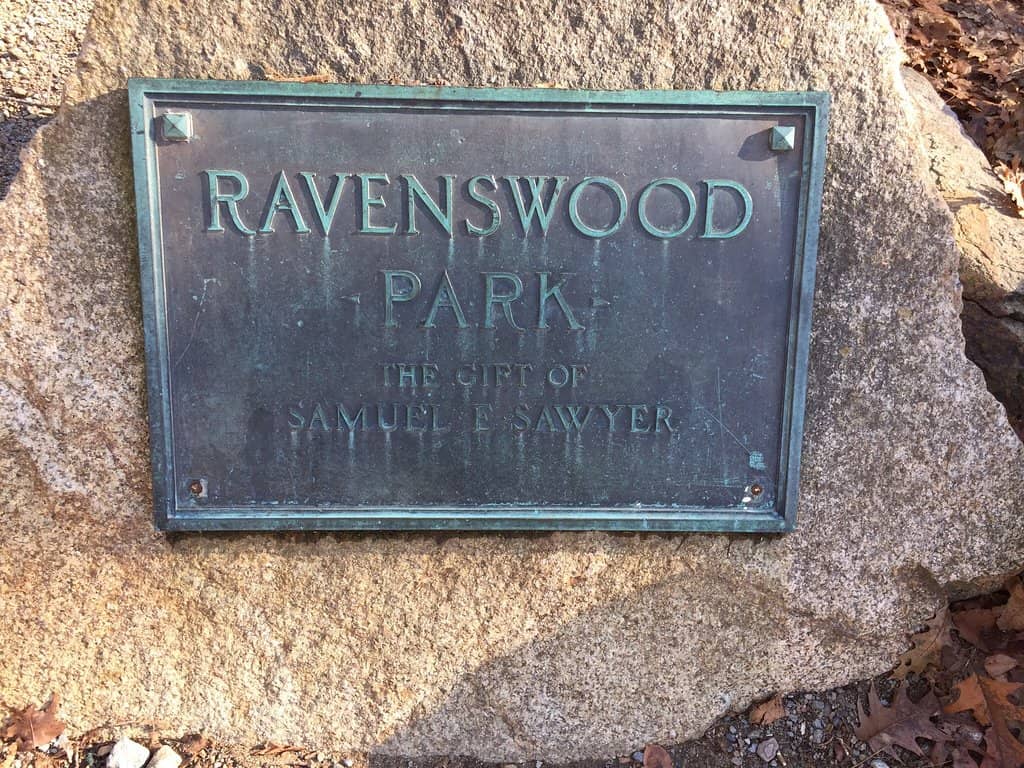 RAVENSWOOD
PARK
THE GIFT OF
SAMUEL E SAWYER